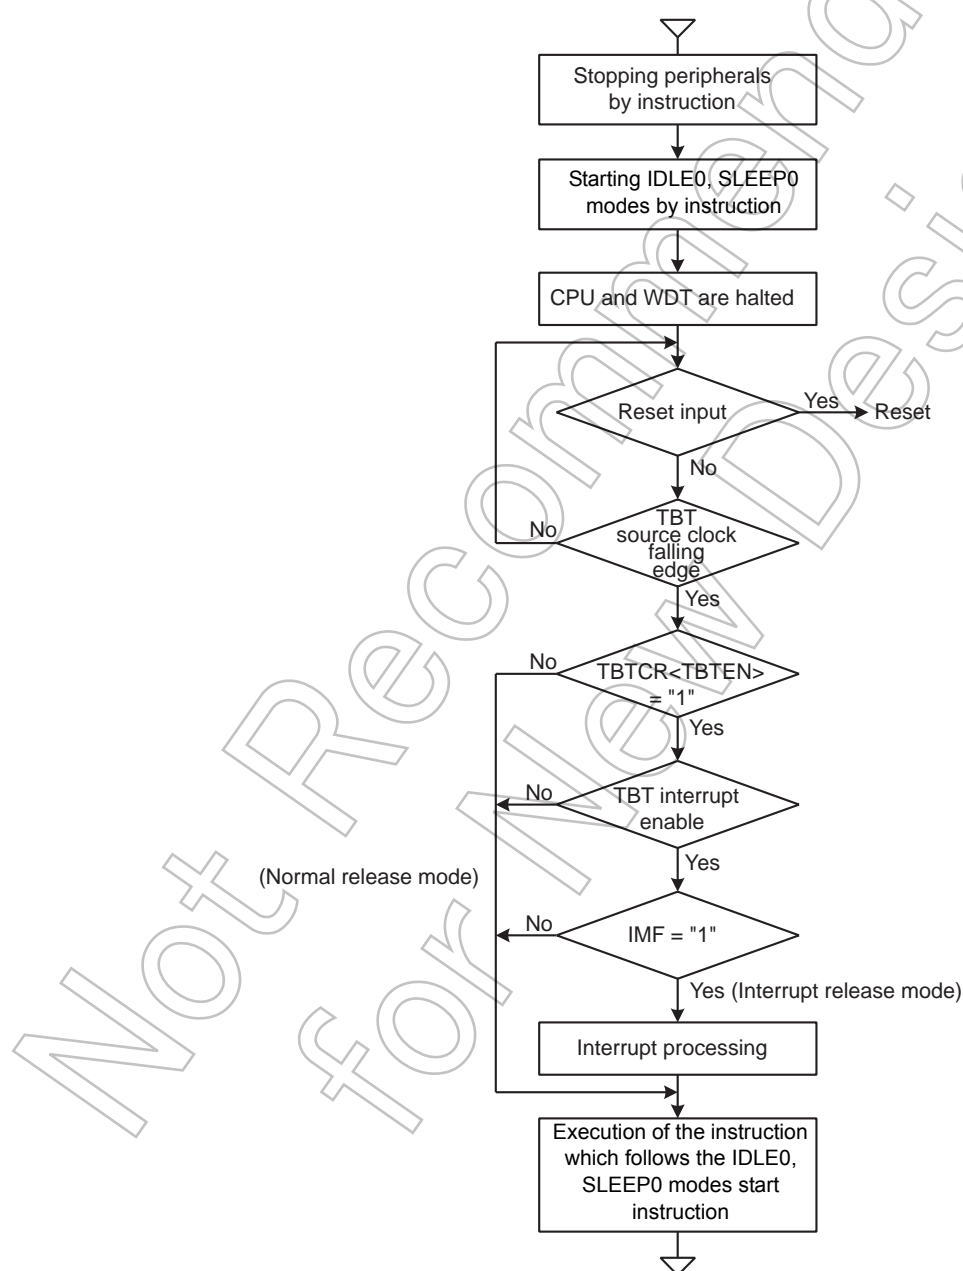 Stopping peripherals
by instruction
Starting IDLE0, SLEEP0
modes by instruction
CPU and WDT are halted
Reset input
Yes
Reset
No
No
TBT
source clock
falling
edge
Yes
No
TBTCR<TBTEN>
= "1"
Yes
No
TBT interrupt
enable
Yes
(Normal release mode)
No
IMF = "1"
Yes (Interrupt release mode)
Interrupt processing
Execution of the instruction
which follows the IDLE0,
SLEEP0 modes start
instruction
Not Recommend
for New Desi